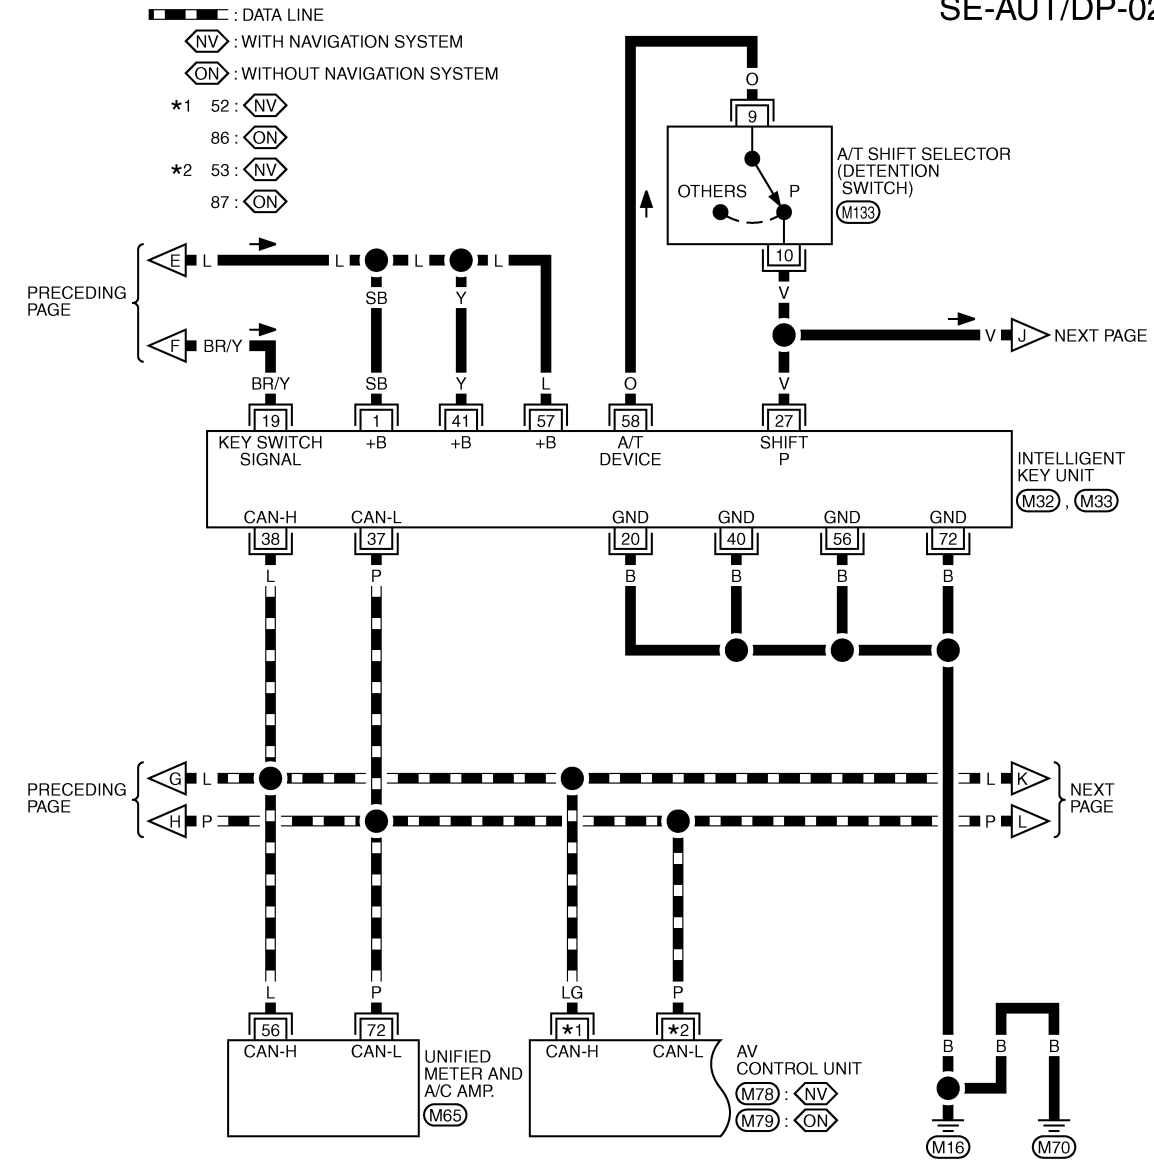 SE-AUT/DP-02
: DATA LINE
NV : WITH NAVIGATION SYSTEM
ON : WITHOUT NAVIGATION SYSTEM
*1 52 : NV
86 : ON
*2 53 : NV
87 : ON
O
9
A/T SHIFT SELECTOR
(DETENTION
SWITCH)
M133
OTHERS P
10
V
PRECEDING
PAGE
E L L L L
SB Y
F BR/Y
V J NEXT PAGE
BR/Y SB Y L O V
19 1 41 57 58 27
KEY SWITCH
SIGNAL
+B +B +B
A/T
DEVICE
SHIFT
P
INTELLIGENT
KEY UNIT
M32 , M33
CAN-H CAN-L GND GND GND GND
38 37 20 40 56 72
L P B B B B
PRECEDING
PAGE
G L L K
H P P L
NEXT
PAGE
L P LG P
56 72 *1 *2
CAN-H CAN-L CAN-H CAN-L
UNIFIED
METER AND
A/C AMP.
M65
AV
CONTROL UNIT
M78 : NV
M79 : ON
B B B
M16 M70